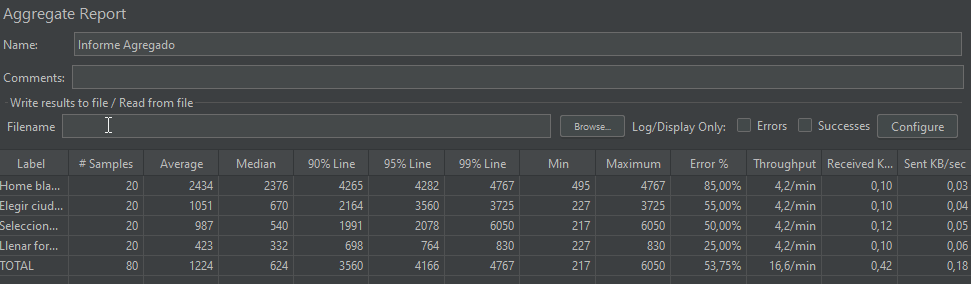 Aggregate Report
Name: Informe Agregado
Comments:
Write results to file / Read from file
Filename Browse... Log/Display Only: Errors Successes Configure
Label # Samples Average Median 90% Line 95% Line 99% Line Min Maximum Error % Throughput Received K... Sent KB/sec
Home bla... 20 2434 2376 4265 4282 4767 495 4767 85,00% 4,2/min 0,10 0,03
Elegir ciud... 20 1051 670 2164 3560 3725 227 3725 55,00% 4,2/min 0,10 0,04
Seleccion... 20 987 540 1991 2078 6050 217 6050 50,00% 4,2/min 0,12 0,05
Llenar for... 20 423 332 698 764 830 227 830 25,00% 4,2/min 0,10 0,06
TOTAL 80 1224 624 3560 4166 4767 217 6050 53,75% 16,6/min 0,42 0,18